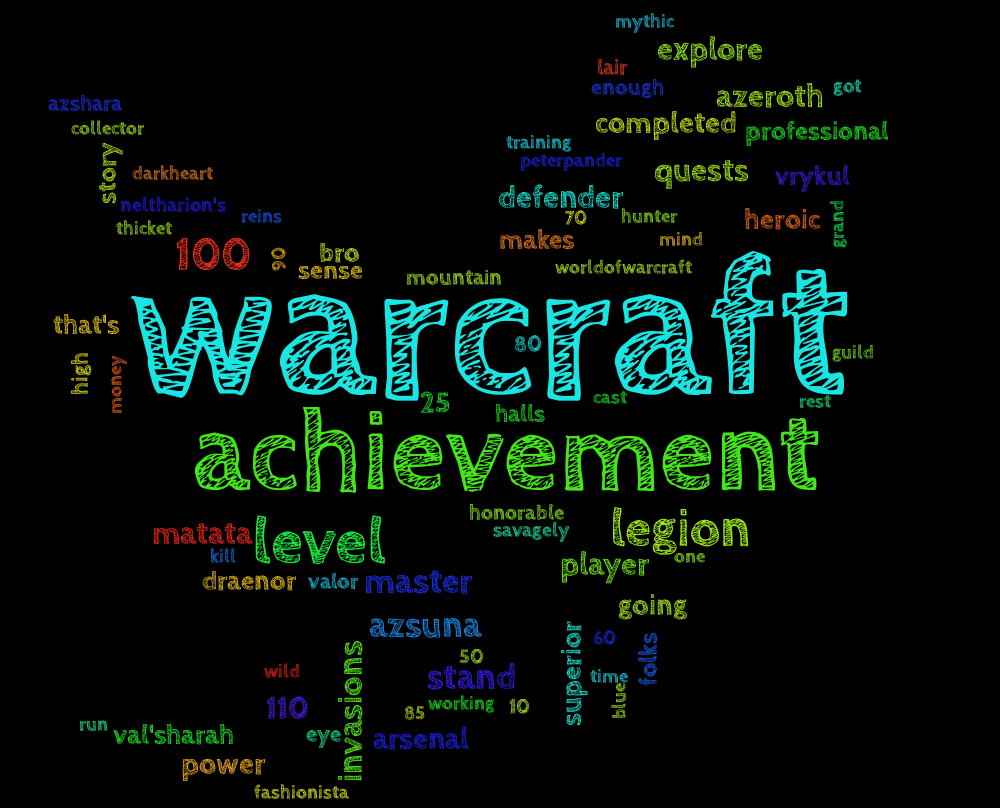 mythic
explore
lair
enough
azshara
azeroth
got
collector
completed
professional
training
story
darkheart
peterpander
quests
vrykul
neltharion's
defender
thicket
reins
70
hunter
heroic
grand
100
90
bro
makes
mind
sense
mountain
worldofwarcraft
that's
warcraft
80
guild
high
money
25
halls
cast
rest
achievement
honorable
savagely
legion
matata
level
kill
player
one
draenor
valor
master
going
azsuna
superior
60
folks
invasions
50
wild
stand
time
blue
110
85
working
10
run
val'sharah
eye
arsenal
power
fashionista